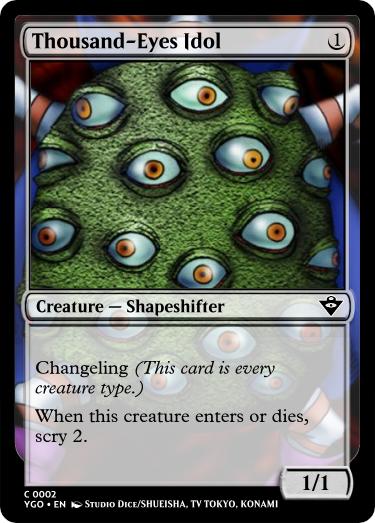 Thousand-Eyes Idol 1
Creature — Shapeshifter
Changeling (This card is every
creature type.)
When this creature enters or dies,
scry 2.
1/1
C 0002
YGO • EN Studio Dice/SHUEISHA, TV TOKYO, KONAMI